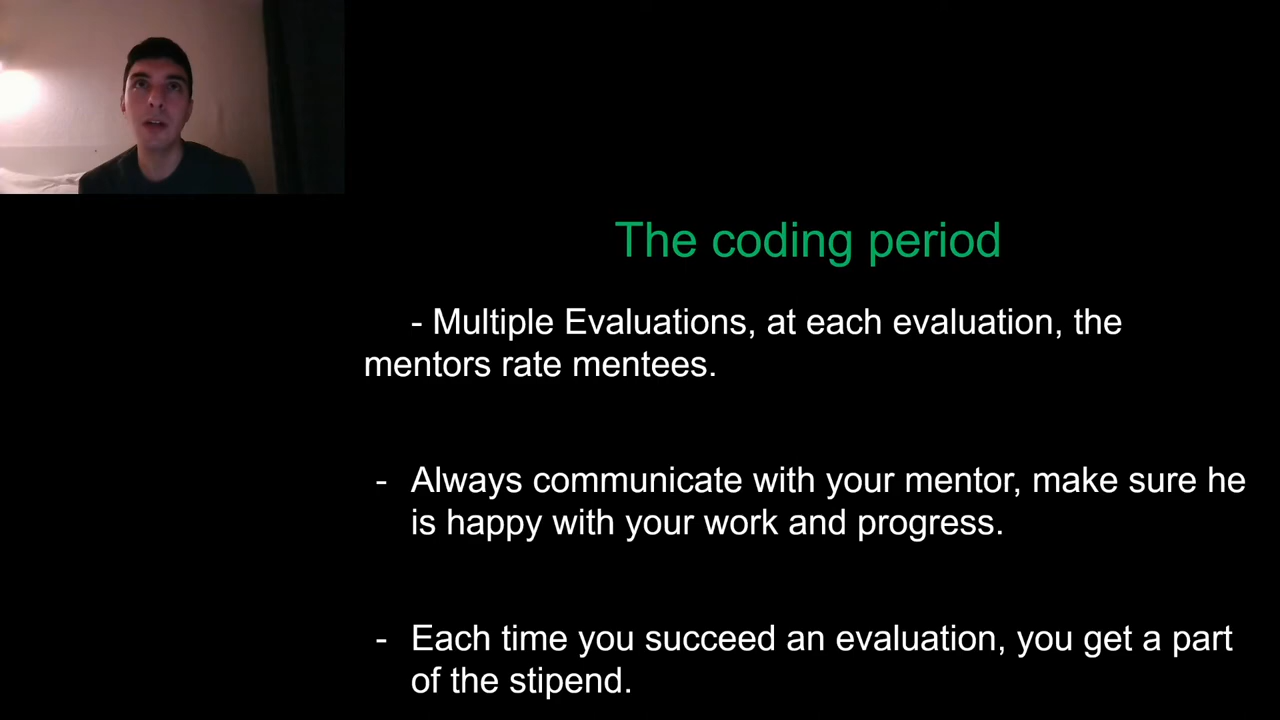 The coding period
- Multiple Evaluations, at each evaluation, the
mentors rate mentees.
- Always communicate with your mentor, make sure he
is happy with your work and progress.
- Each time you succeed an evaluation, you get a part
of the stipend.